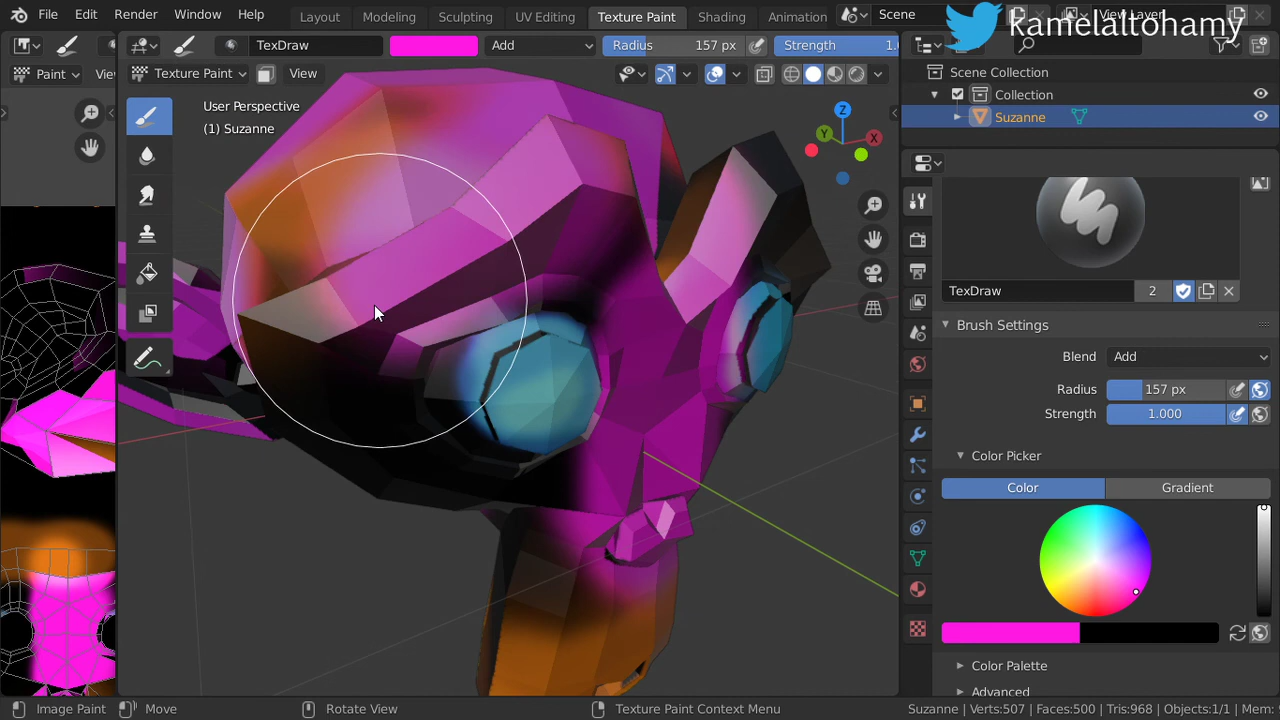 File Edit Render Window Help Layout Modeling Sculpting UV Editing Texture Paint Shading Animation Scene View Layer
kamelaltohamy
TexDraw Add Radius 157 px Strength 1.
Paint Texture Paint View
User Perspective
(1) Suzanne
Z
Y
X
Scene Collection
Collection
Suzanne
TexDraw 2
Brush Settings
Blend Add
Radius 157 px
Strength 1.000
Color Picker
Color Gradient
Color Palette
Advanced
Image Paint Move Rotate View Texture Paint Context Menu Suzanne | Verts:507 | Faces:500 | Tris:968 | Objects:1/1 | Mem: